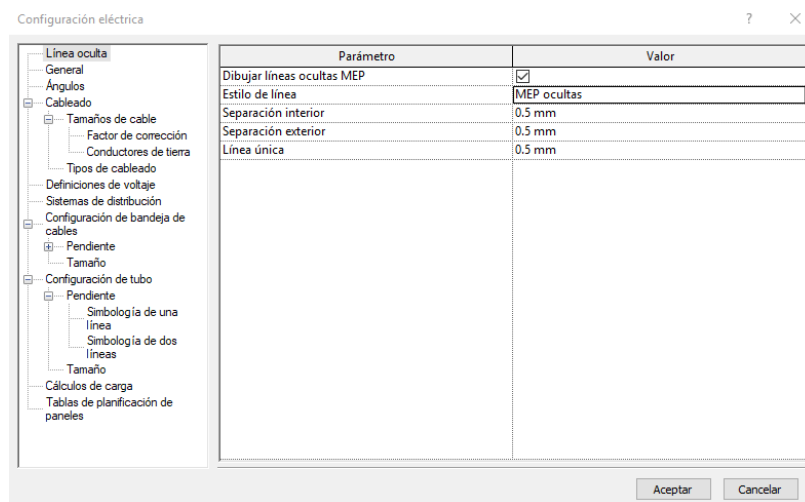 Configuración eléctrica
?
Línea oculta
General
Ángulos
Cableado
Tamaños de cable
Factor de corrección
Conductores de tierra
Tipos de cableado
Definiciones de voltaje
Sistemas de distribución
Configuración de bandeja de
cables
Pendiente
Tamaño
Configuración de tubo
Pendiente
Simbología de una
línea
Simbología de dos
líneas
Tamaño
Cálculos de carga
Tablas de planificación de
paneles
Parámetro Valor
Dibujar líneas ocultas MEP
Estilo de línea MEP ocultas
Separación interior 0.5 mm
Separación exterior 0.5 mm
Línea única 0.5 mm
Aceptar Cancelar